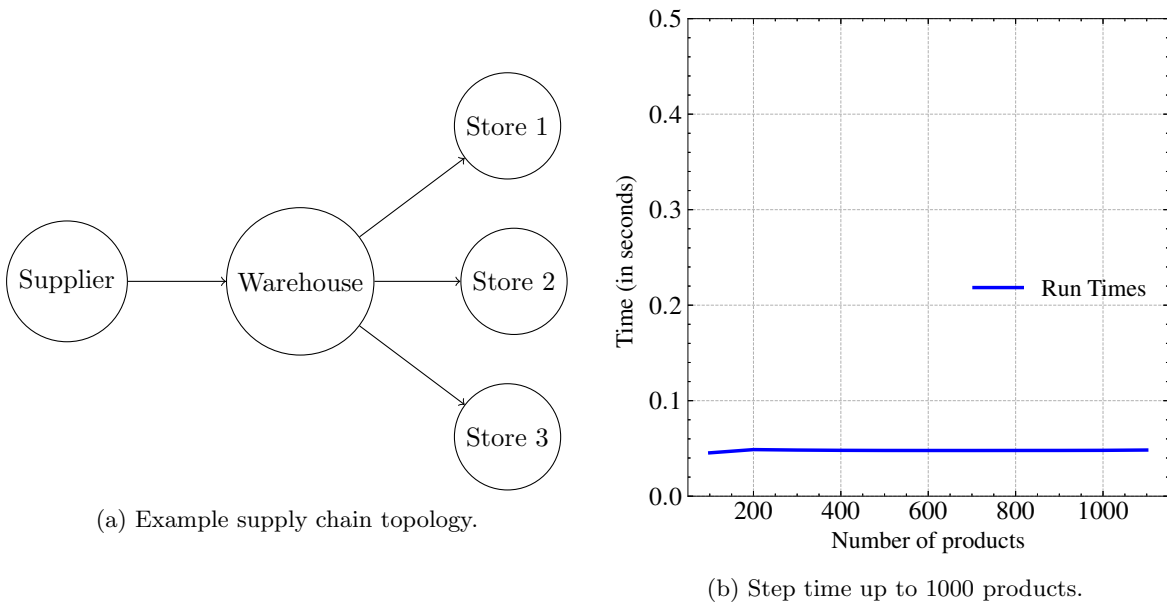 Supplier
Warehouse
Store 1
Store 2
Store 3
(a) Example supply chain topology.
0.5
0.4
0.3
0.2
0.1
0.0
Time (in seconds)
Run Times
200 400 600 800 1000
Number of products
(b) Step time up to 1000 products.